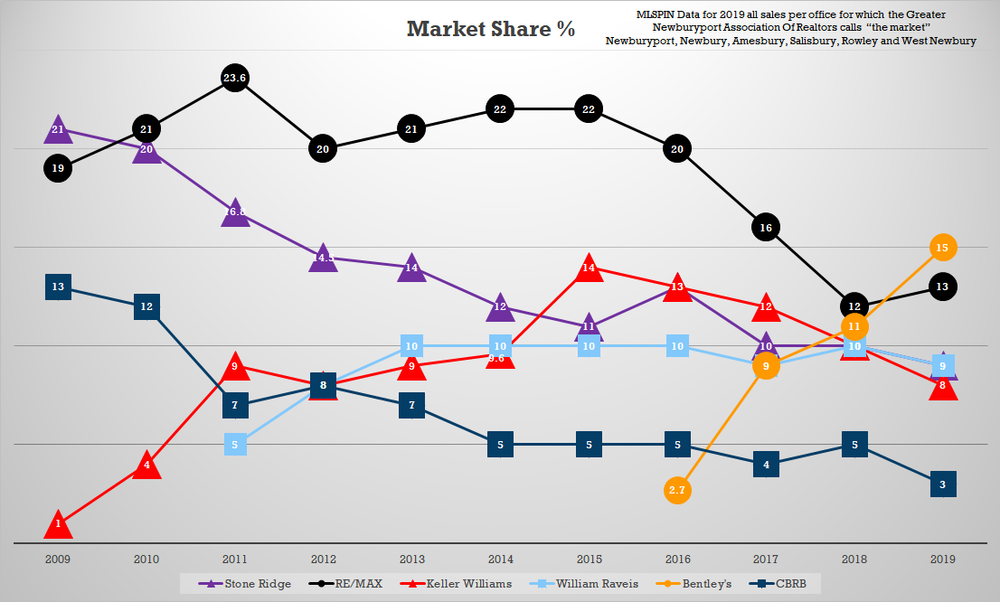 Market Share %
MLSPIN Data for 2019 all sales per office for which the Greater
Newburyport Association Of Realtors calls “the market”
Newburyport, Newbury, Amesbury, Salisbury, Rowley and West Newbury
23.6
21 21 22 22
20 21 20
19
16.8 16
14.5 14 14 15
13 13 13
12 12 12 12
11 11
10 10 10 10 10 10
9 9 9.6 9 9
8 8
7 7
5 5 5 5 5
4 4
3
2.7
1
2009 2010 2011 2012 2013 2014 2015 2016 2017 2018 2019
Stone Ridge RE/MAX Keller Williams William Raveis Bentley's CBRB